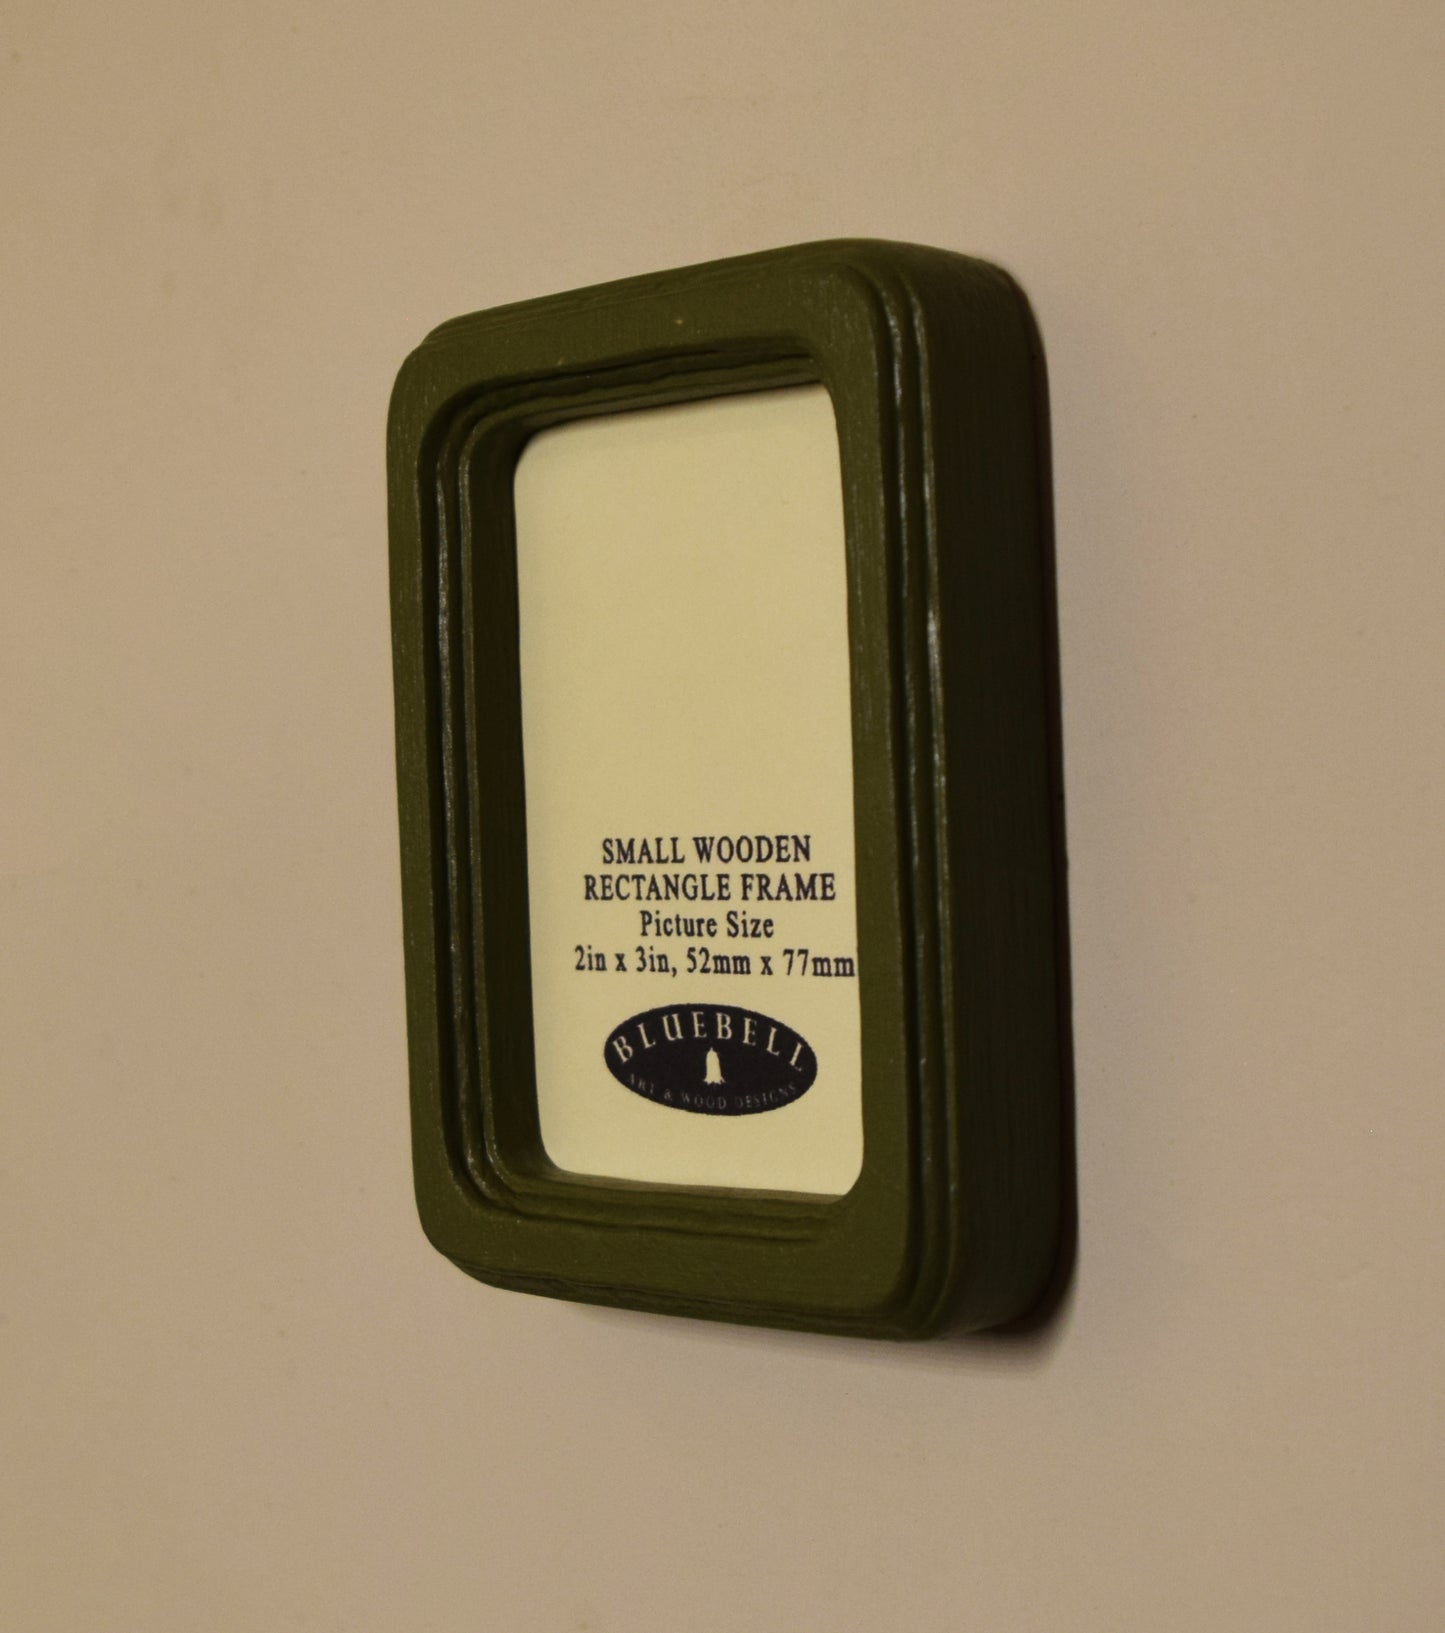 SMALL WOODEN
RECTANGLE FRAME
Picture Size
2in x 3in, 52mm x 77mm
BLUEBELL
ART & WOOD DESIGNS